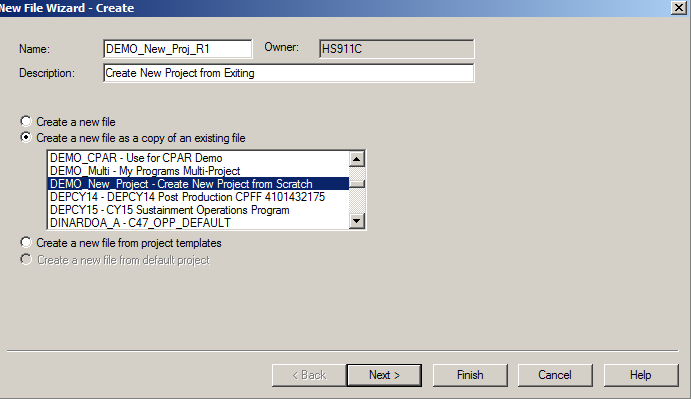 New File Wizard - Create
Name: DEMO_New_Proj_R1 Owner: HS911C
Description: Create New Project from Exiting
Create a new file
Create a new file as a copy of an existing file
DEMO_CPAR - Use for CPAR Demo
DEMO_Multi - My Programs Multi-Project
DEMO_New_Project - Create New Project from Scratch
DEPCY14 - DEPCY14 Post Production CPFF 4101432175
DEPCY15 - CY15 Sustainment Operations Program
DINARDOA_A - C47_OPP_DEFAULT
Create a new file from project templates
Create a new file from default project
< Back Next > Finish Cancel Help